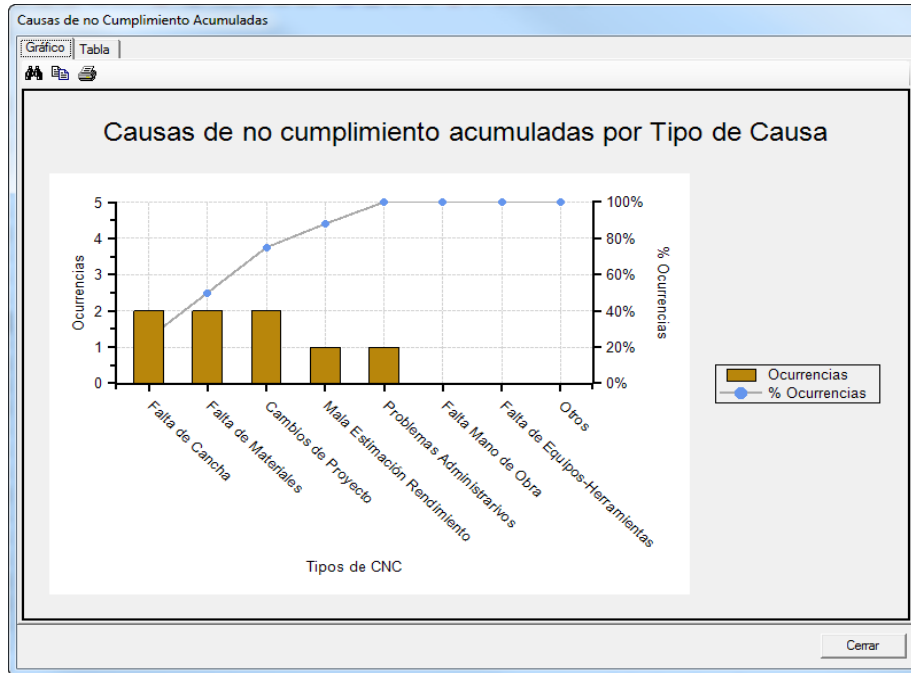 Causas de no Cumplimiento Acumuladas
Gráfico Tabla
Causas de no cumplimiento acumuladas por Tipo de Causa
5 100%
4 80%
3 60%
2 40%
1 20%
0 0%
Ocurrencias
% Ocurrencias
Falta de Cancha
Falta de Materiales
Cambios de Proyecto
Mala Estimación Rendimiento
Problemas Administrarivos
Falta Mano de Obra
Falta de Equipos-Herramientas
Otros
Tipos de CNC
Ocurrencias
% Ocurrencias
Cerrar